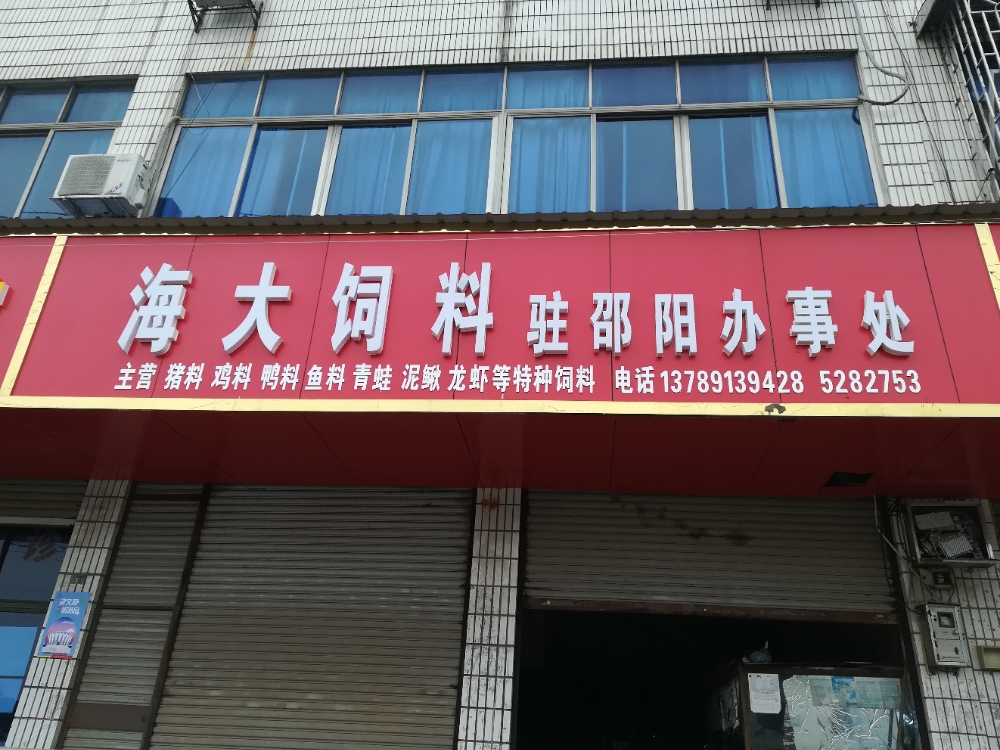 海大饲料驻邵阳办事处
主营 猪料 鸡料 鸭料 鱼料 青蛙 泥鳅 龙虾等特种饲料 电话13789139428 5282753